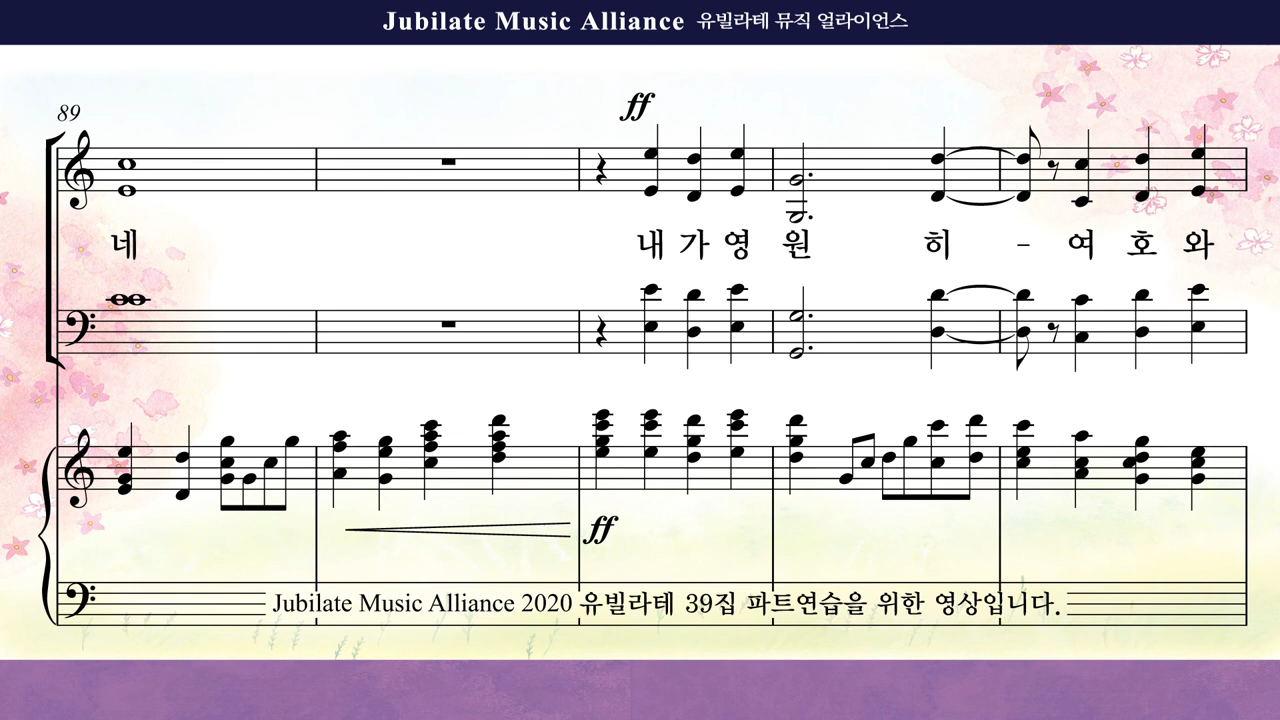 Jubilate Music Alliance 유빌라테 뮤직 얼라이언스
89
ff
네 내 가 영 원 히 - 여 호 와
ff
Jubilate Music Alliance 2020 유빌라테 39집 파트연습을 위한 영상입니다.